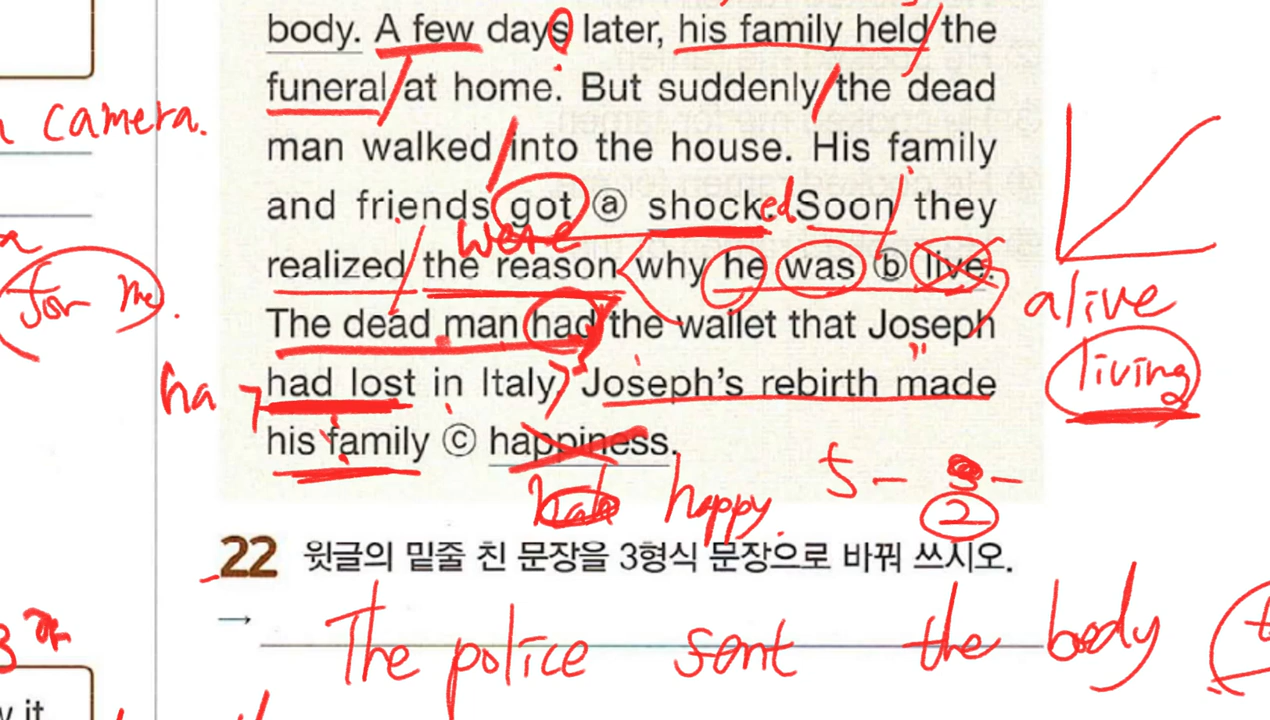 body. A few days later, his family held the
funeral at home. But suddenly the dead
camera.
man walked into the house. His family
and friends got ⓐ shocked Soon they
were
realized the reason why he was ⓑ live.
for me.
alive
The dead man had the wallet that Joseph
living
ha
had lost in Italy. Joseph's rebirth made
his family ⓒ happiness.
happy.
5 - 
2
22 윗글의 밑줄 친 문장을 3형식 문장으로 바꿔 쓰시오.
→ The police sent the body
it